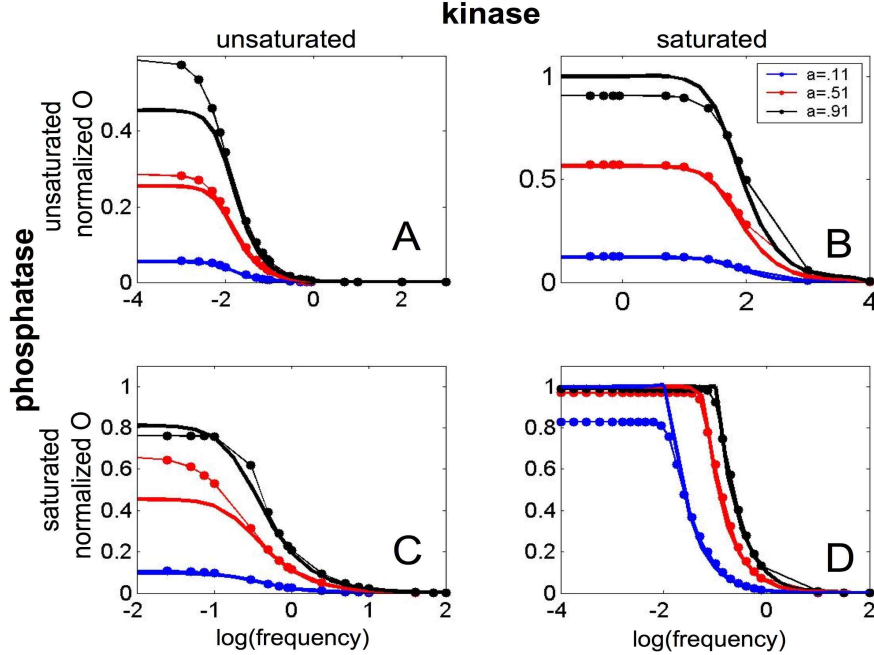 kinase
unsaturated
saturated
phosphatase
unsaturated
normalized O
0.4
0.2
0
-4
-2
0
2
A
1
0.5
0
0
2
4
a=.11
a=.51
a=.91
B
saturated
normalized O
1
0.8
0.6
0.4
0.2
0
-2
-1
0
1
2
log(frequency)
C
1
0.8
0.6
0.4
0.2
0
-4
-2
0
2
log(frequency)
D